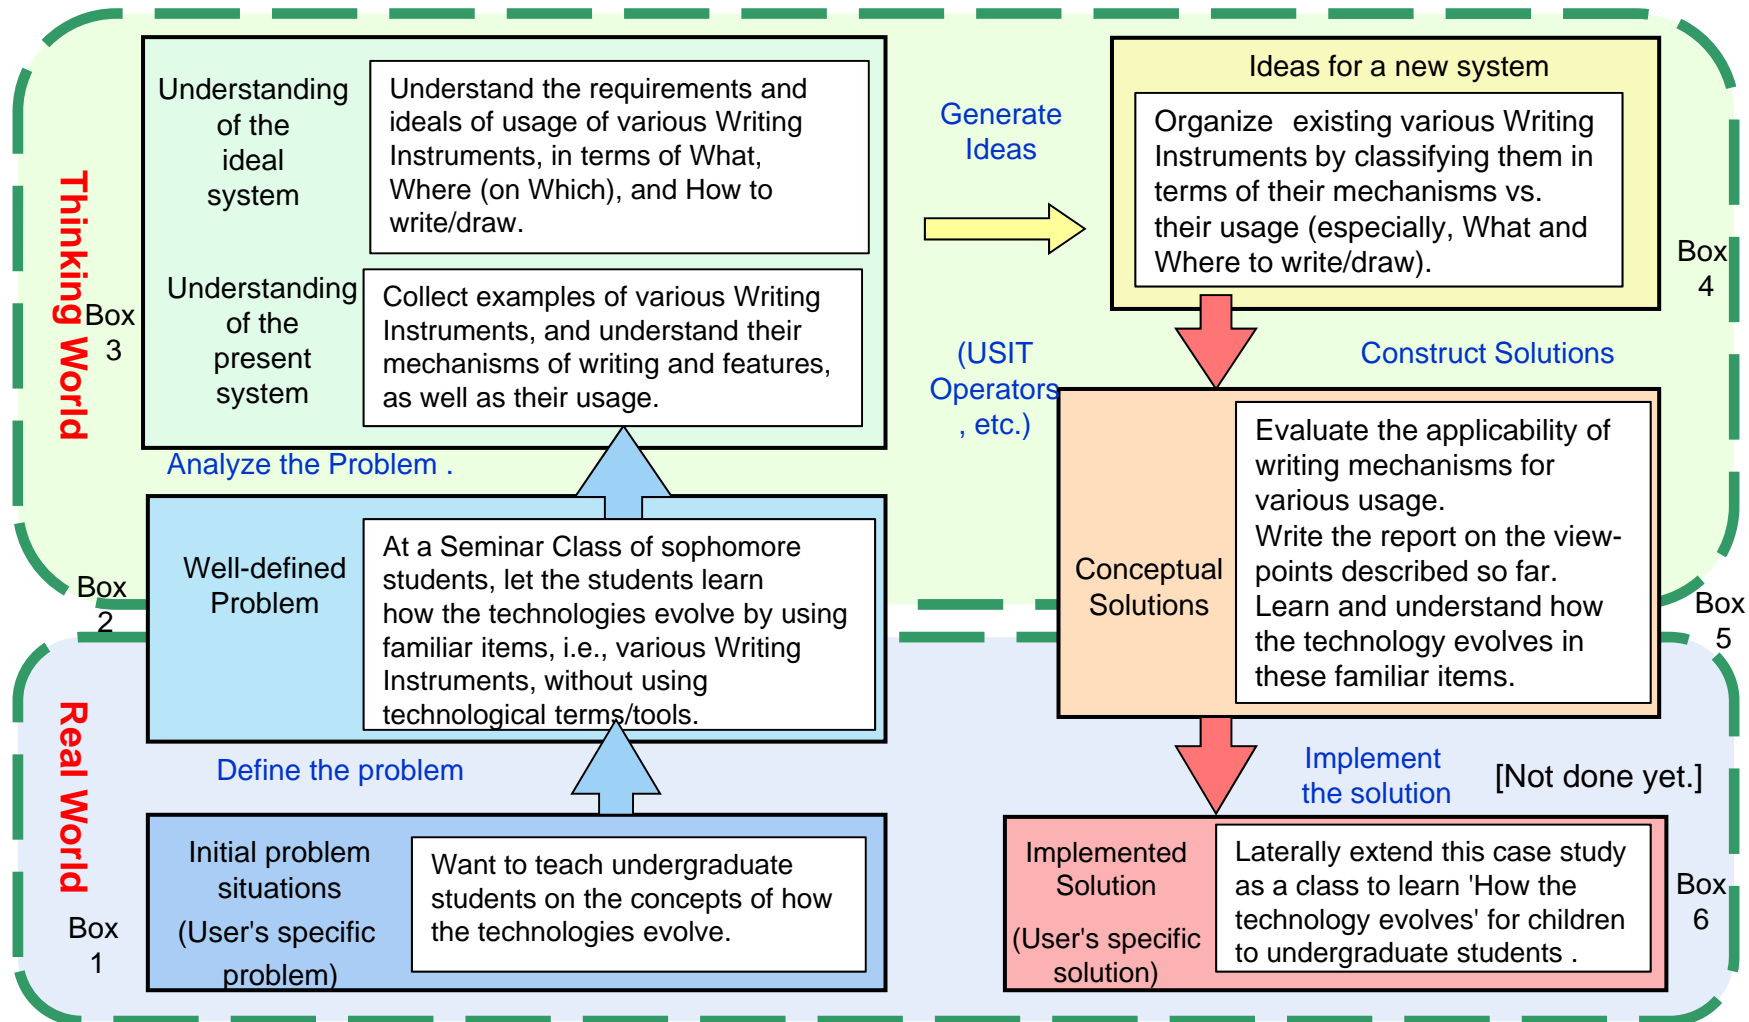 Thinking World
Box
3
Understanding
of the
ideal
system
Understand the requirements and
ideals of usage of various Writing
Instruments, in terms of What,
Where (on Which), and How to
write/draw.
Understanding
of the
present
system
Collect examples of various Writing
Instruments, and understand their
mechanisms of writing and features,
as well as their usage.
Generate
Ideas
(USIT
Operators
, etc.)
Ideas for a new system
Organize existing various Writing
Instruments by classifying them in
terms of their mechanisms vs.
their usage (especially, What and
Where to write/draw).
Box
4
Construct Solutions
Analyze the Problem .
Box
2
Well-defined
Problem
At a Seminar Class of sophomore
students, let the students learn
how the technologies evolve by using
familiar items, i.e., various Writing
Instruments, without using
technological terms/tools.
Conceptual
Solutions
Evaluate the applicability of
writing mechanisms for
various usage.
Write the report on the view-
points described so far.
Learn and understand how
the technology evolves in
these familiar items.
Box
5
Real World
Define the problem
Implement
the solution
[Not done yet.]
Box
1
Initial problem
situations
(User's specific
problem)
Want to teach undergraduate
students on the concepts of how
the technologies evolve.
Implemented
Solution
(User's specific
solution)
Laterally extend this case study
as a class to learn 'How the
technology evolves' for children
to undergraduate students .
Box
6